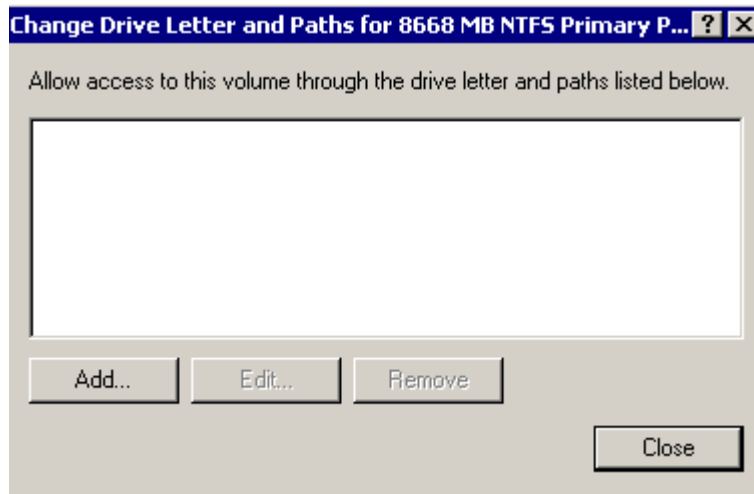 Change Drive Letter and Paths for 8668 MB NTFS Primary P...
Allow access to this volume through the drive letter and paths listed below.
Add... Edit... Remove
Close